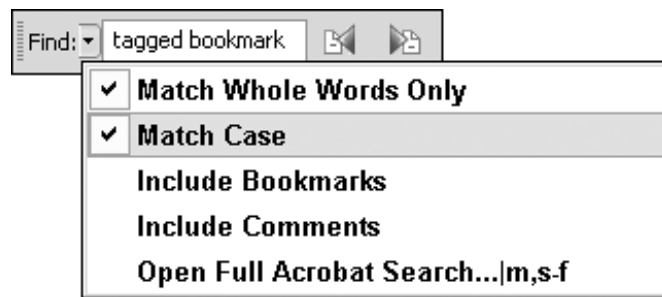 Find: tagged bookmark
Match Whole Words Only
Match Case
Include Bookmarks
Include Comments
Open Full Acrobat Search...|m,s-f